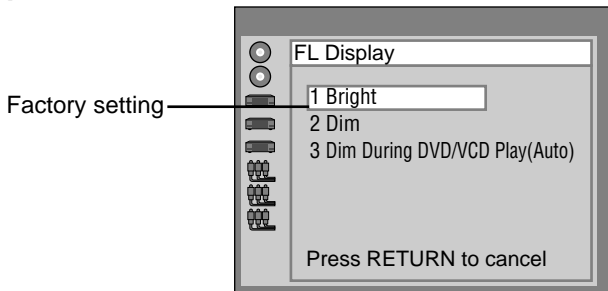 FL Display
Factory setting
1 Bright
2 Dim
3 Dim During DVD/VCD Play(Auto)
Press RETURN to cancel